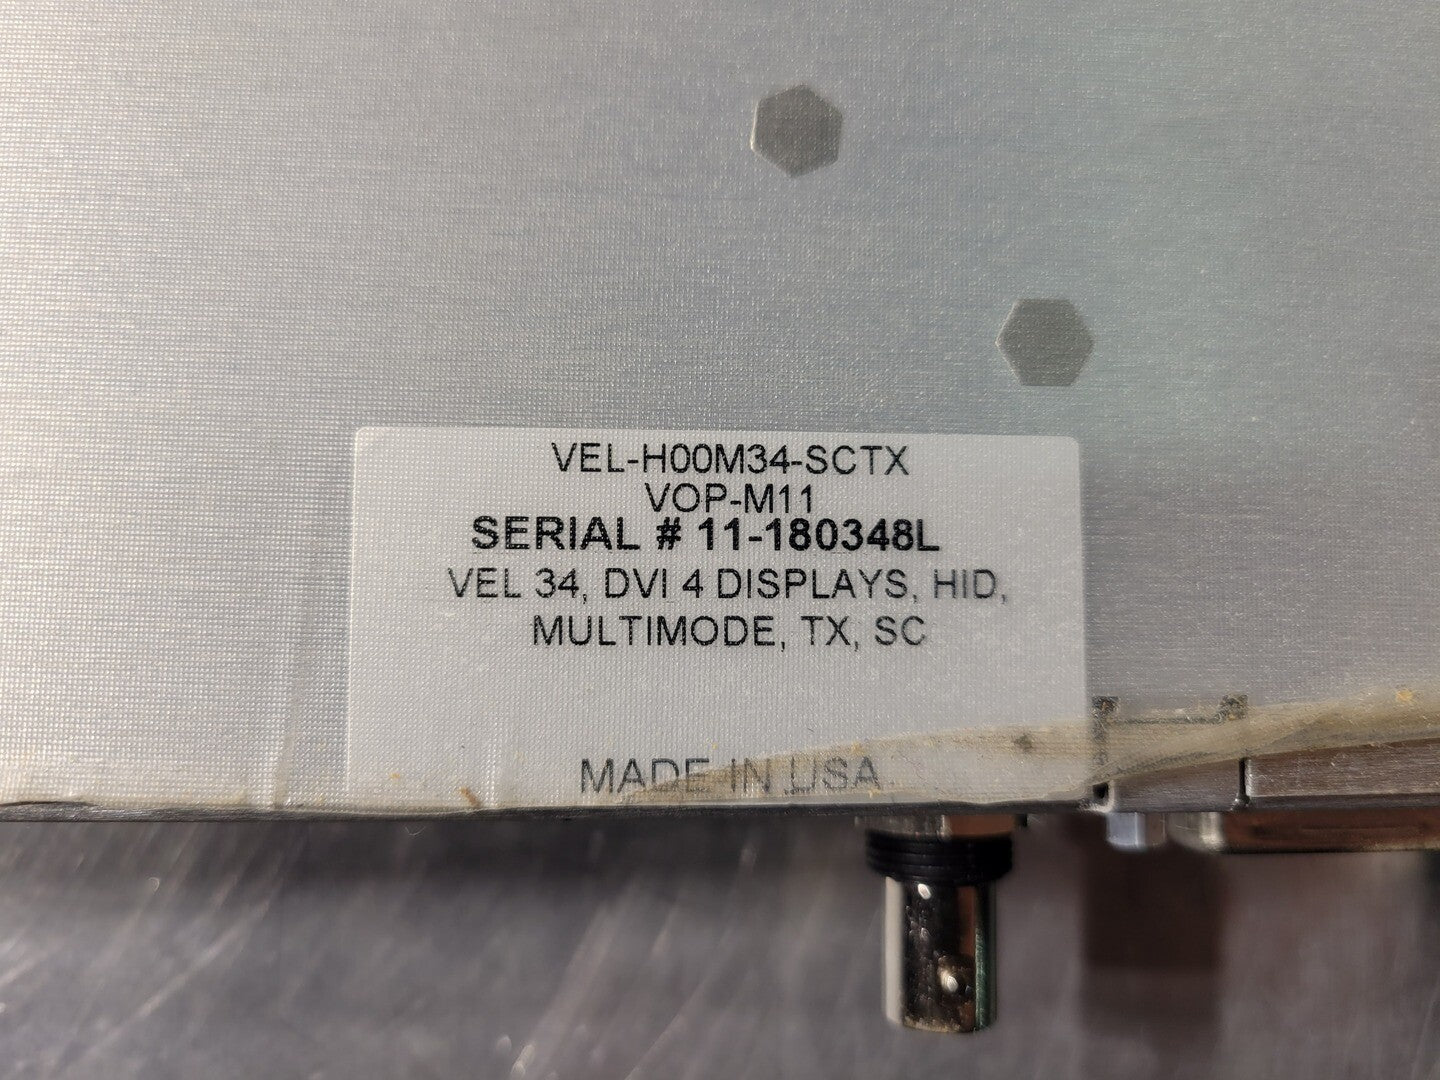 VEL-H00M34-SCTX
VOP-M11
SERIAL # 11-180348L
VEL 34, DVI 4 DISPLAYS, HID,
MULTIMODE, TX, SC
MADE IN USA